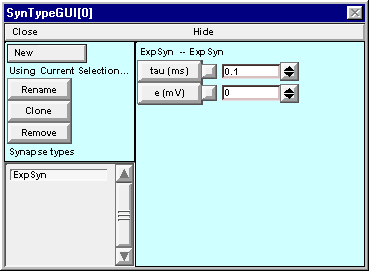 SynTypeGUI[0]
Close Hide
New
Using Current Selection...
Rename
Clone
Remove
Synapse types
ExpSyn
ExpSyn -- ExpSyn
tau (ms) 0.1
e (mV) 0